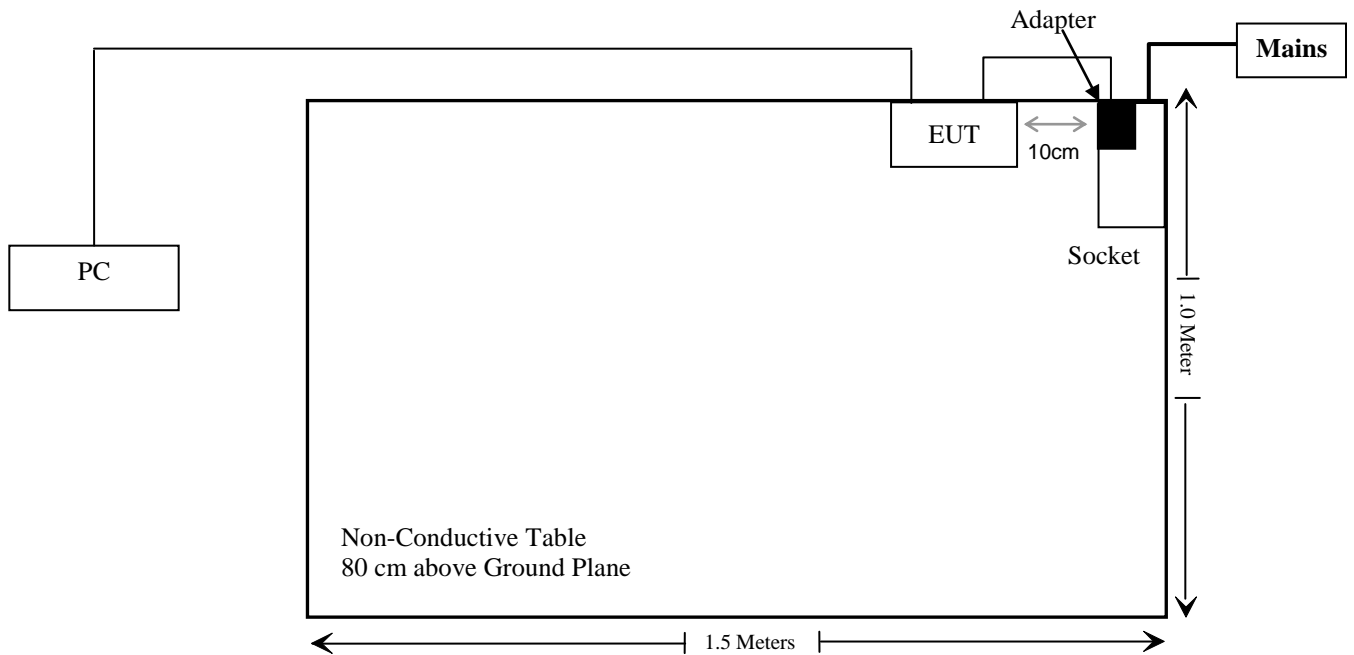 Adapter
Mains
EUT
10cm
PC
Socket
1.0 Meter
Non-Conductive Table
80 cm above Ground Plane
1.5 Meters